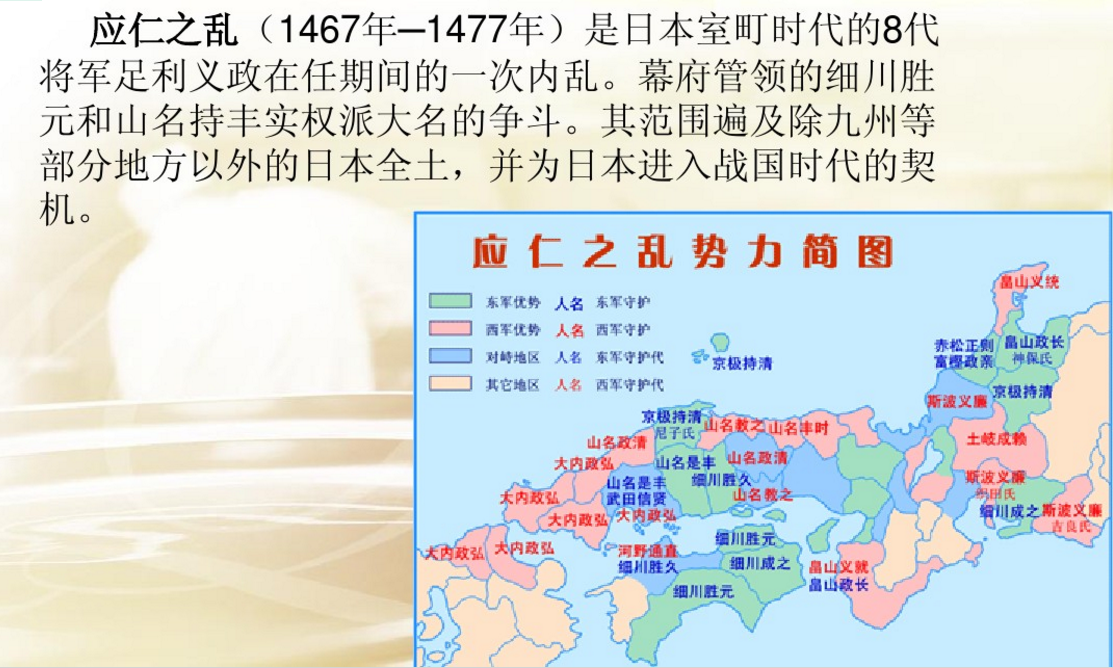 应仁之乱（1467年—1477年）是日本室町时代的8代
将军足利义政在任期间的一次内乱。幕府管领的细川胜
元和山名持丰实权派大名的争斗。其范围遍及除九州等
部分地方以外的日本全土，并为日本进入战国时代的契
机。
应仁之乱势力简图
东军优势 人名 东军守护
西军优势 人名 西军守护
对峙地区 人名 东军守护代
其它地区 人名 西军守护代
畠山义统
赤松正则
富樫政亲
畠山政长
神保氏
京极持清
京极持清
斯波义廉
京极持清
尼子氏
山名教之
山名丰时
土岐成赖
山名政清
大内政弘
山名是丰
山名政清
细川胜久
斯波义廉
织田氏
山名是丰
武田信贤
山名教之
大内政弘
大内政弘
大内政弘
细川成之
斯波义廉
吉良氏
大内政弘
大内政弘
河野通直
细川胜久
细川胜元
细川成之
畠山义就
畠山政长
细川胜元